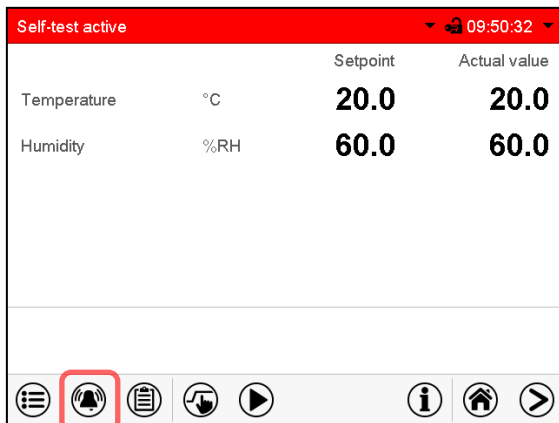 Self-test active 09:50:32
Setpoint Actual value
Temperature °C 20.0 20.0
Humidity %RH 60.0 60.0